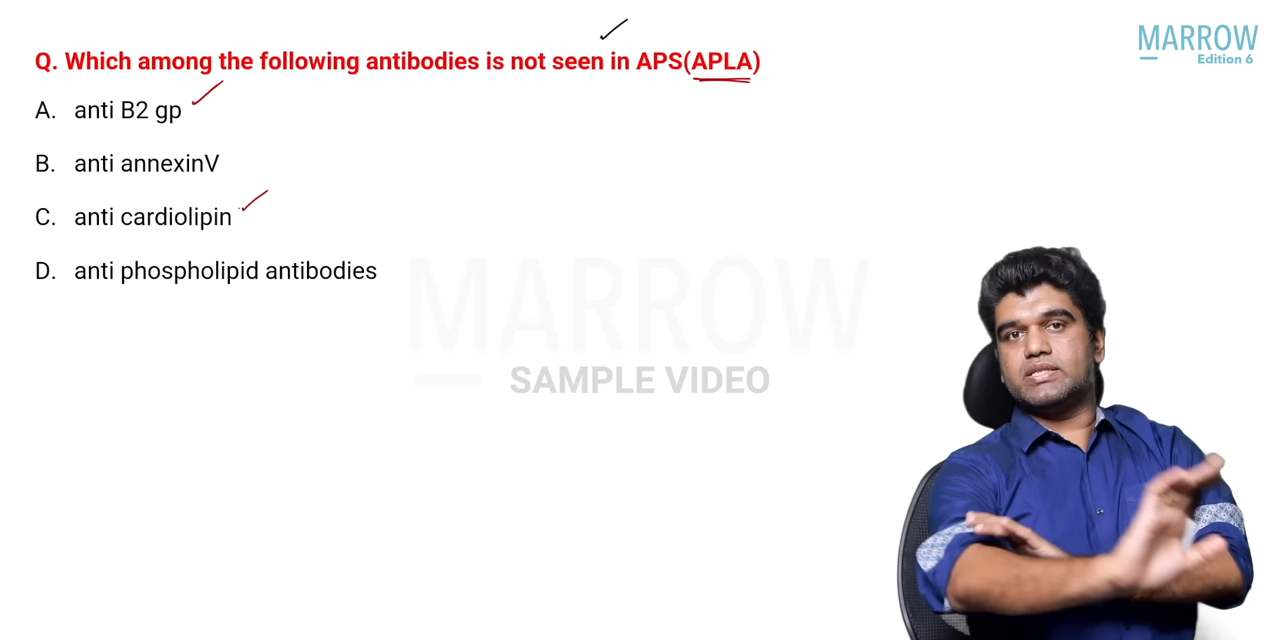 MARROW
Edition 6
Q. Which among the following antibodies is not seen in APS(APLA)
A. anti B2 gp
B. anti annexinV
C. anti cardiolipin
D. anti phospholipid antibodies
MARROW
SAMPLE VIDEO